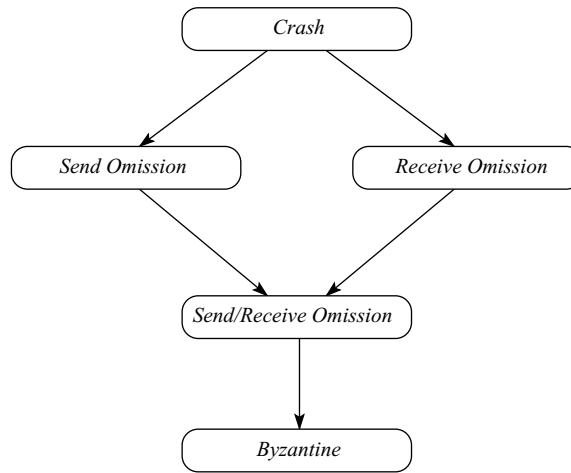 Crash
Send Omission
Receive Omission
Send/Receive Omission
Byzantine